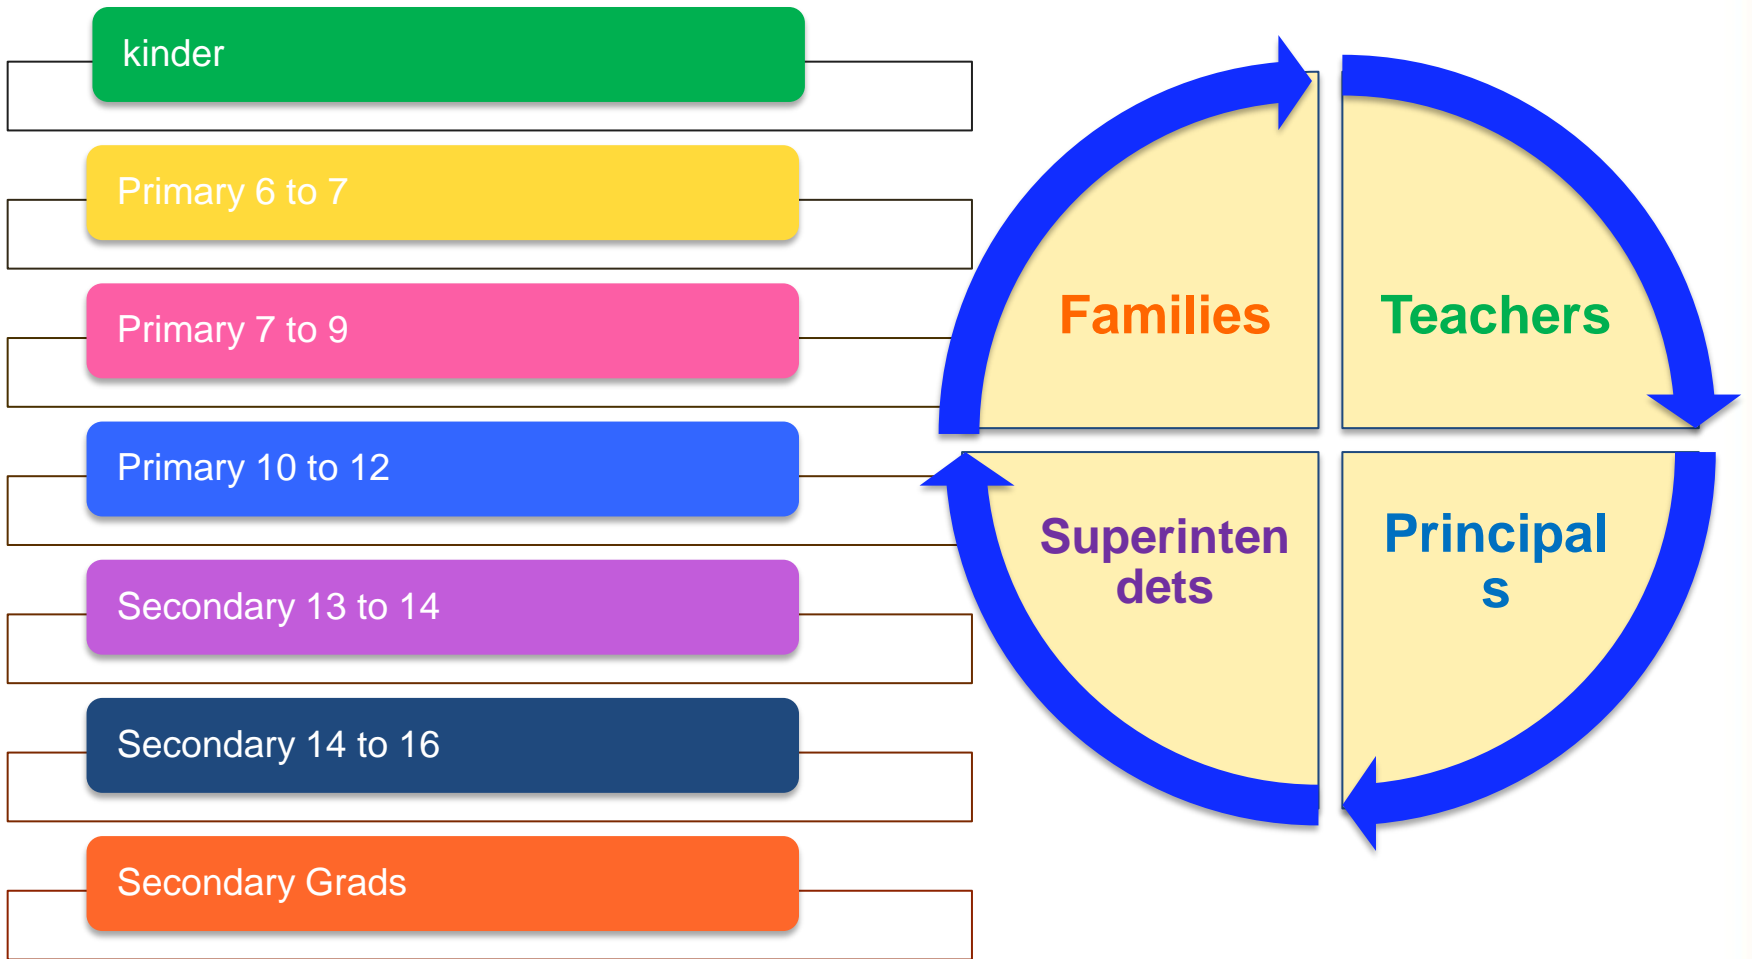 kinder
Primary 6 to 7
Primary 7 to 9
Primary 10 to 12
Secondary 13 to 14
Secondary 14 to 16
Secondary Grads
Families
Teachers
Superinten
dets
Principal
s